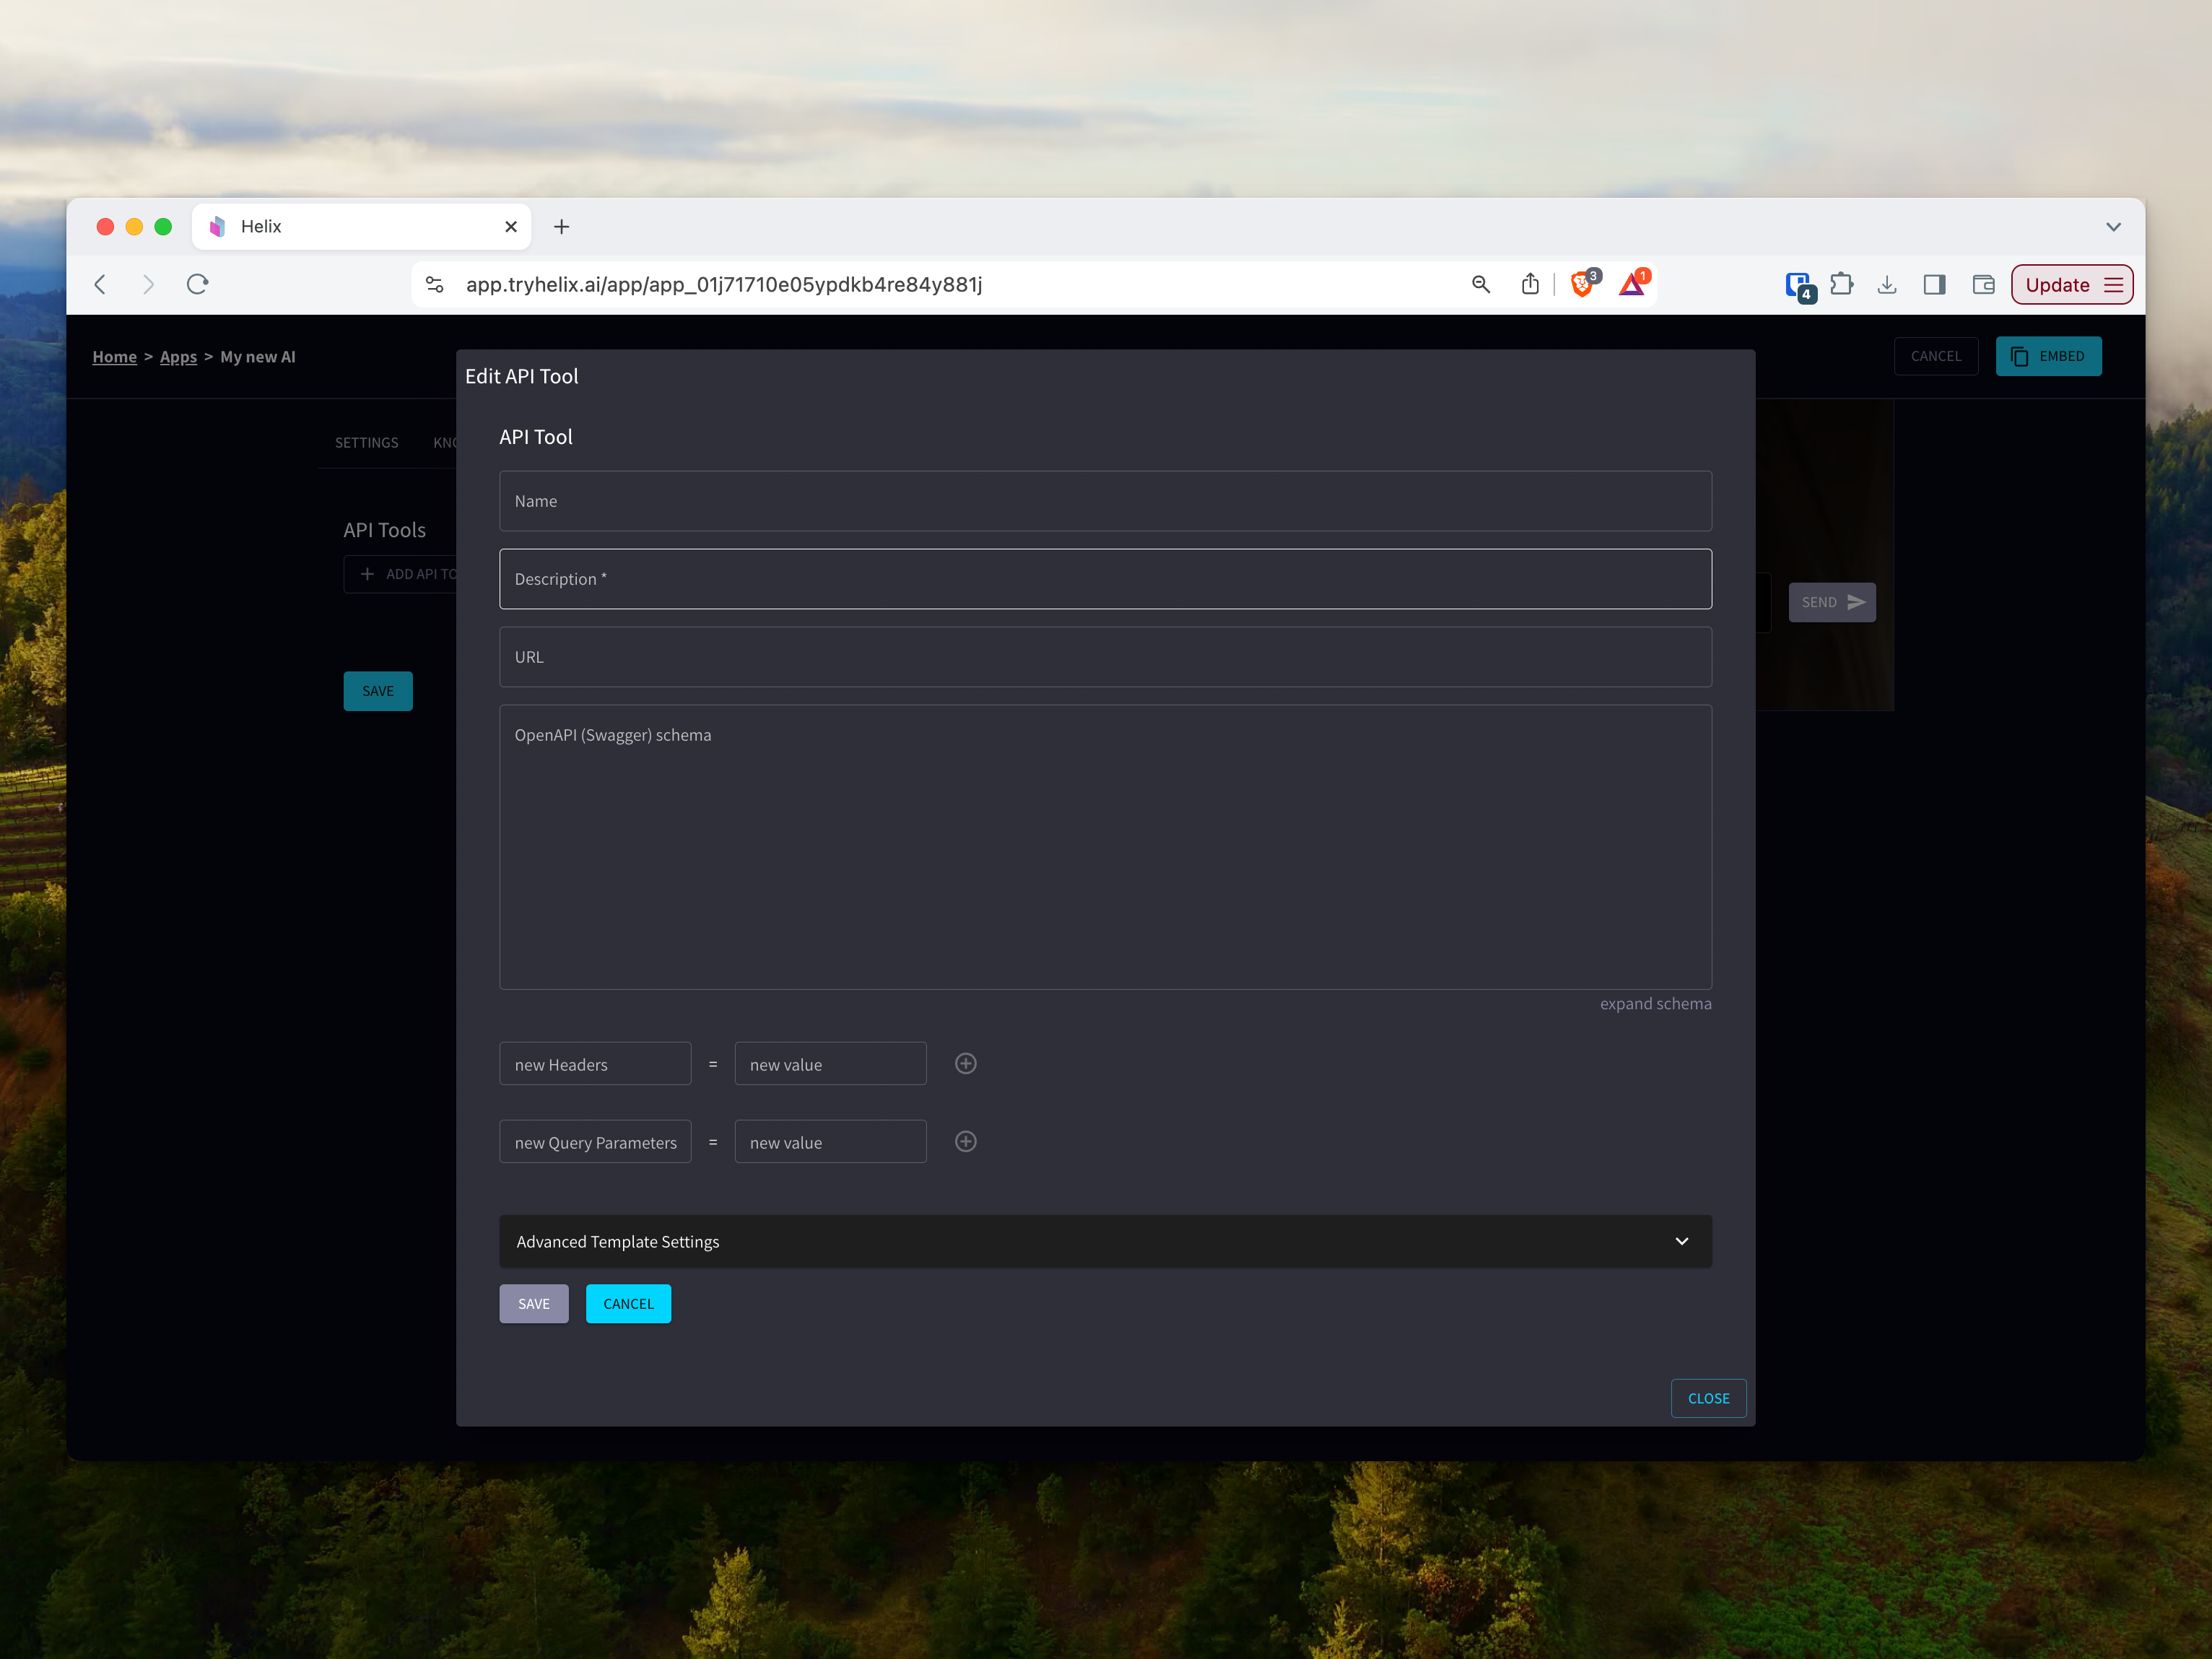 Helix
app.tryhelix.ai/app/app_01j71710e05ypdkb4re84y881j
3
1
4
Update
Home > Apps > My new AI
CANCEL
EMBED
Edit API Tool
SETTINGS
KNO
API Tool
Name
API Tools
Description *
ADD API TO
SEND
URL
SAVE
OpenAPI (Swagger) schema
expand schema
new Headers = new value
new Query Parameters = new value
Advanced Template Settings
SAVE
CANCEL
CLOSE